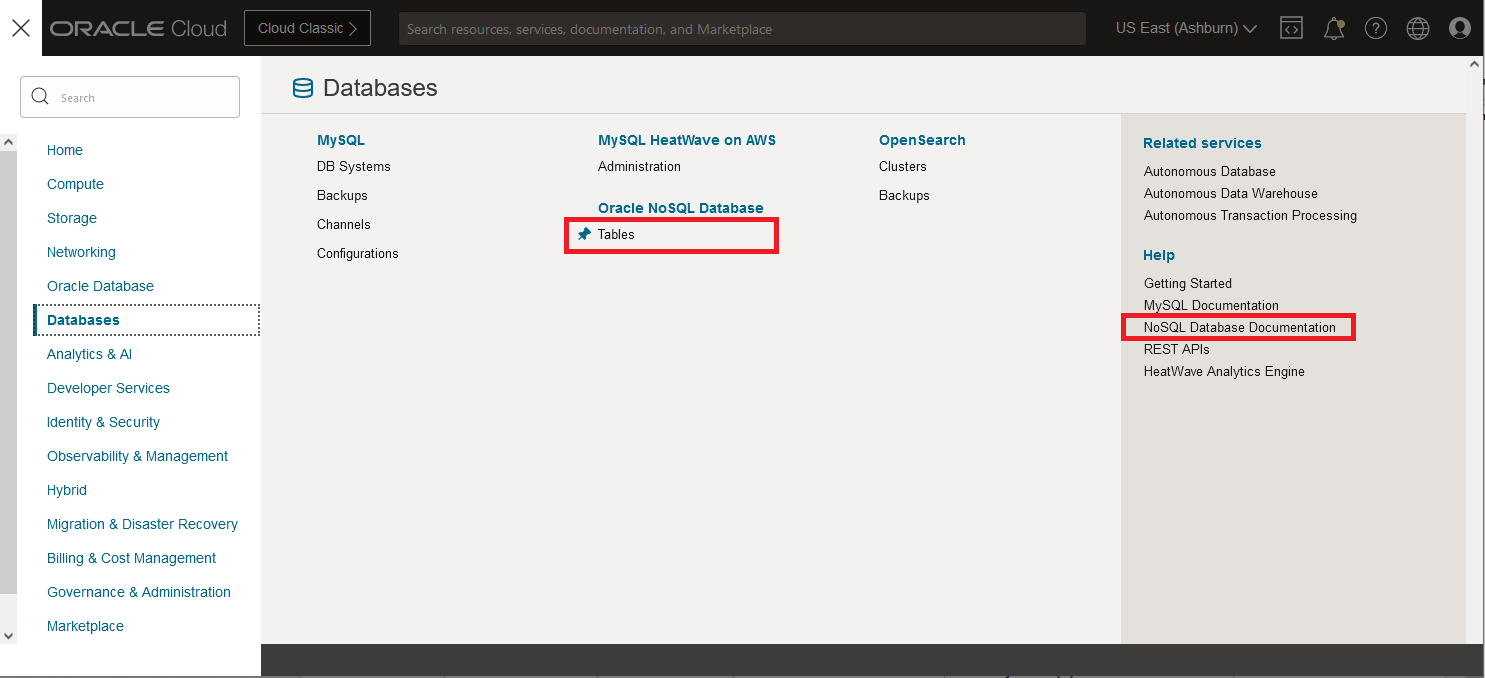 ORACLE Cloud
Cloud Classic
Search resources, services, documentation, and Marketplace
US East (Ashburn)
Search
Home
Compute
Storage
Networking
Oracle Database
Databases
Analytics & AI
Developer Services
Identity & Security
Observability & Management
Hybrid
Migration & Disaster Recovery
Billing & Cost Management
Governance & Administration
Marketplace
Databases
MySQL
DB Systems
Backups
Channels
Configurations
MySQL HeatWave on AWS
Administration
Oracle NoSQL Database
Tables
OpenSearch
Clusters
Backups
Related services
Autonomous Database
Autonomous Data Warehouse
Autonomous Transaction Processing
Help
Getting Started
MySQL Documentation
NoSQL Database Documentation
REST APIs
HeatWave Analytics Engine